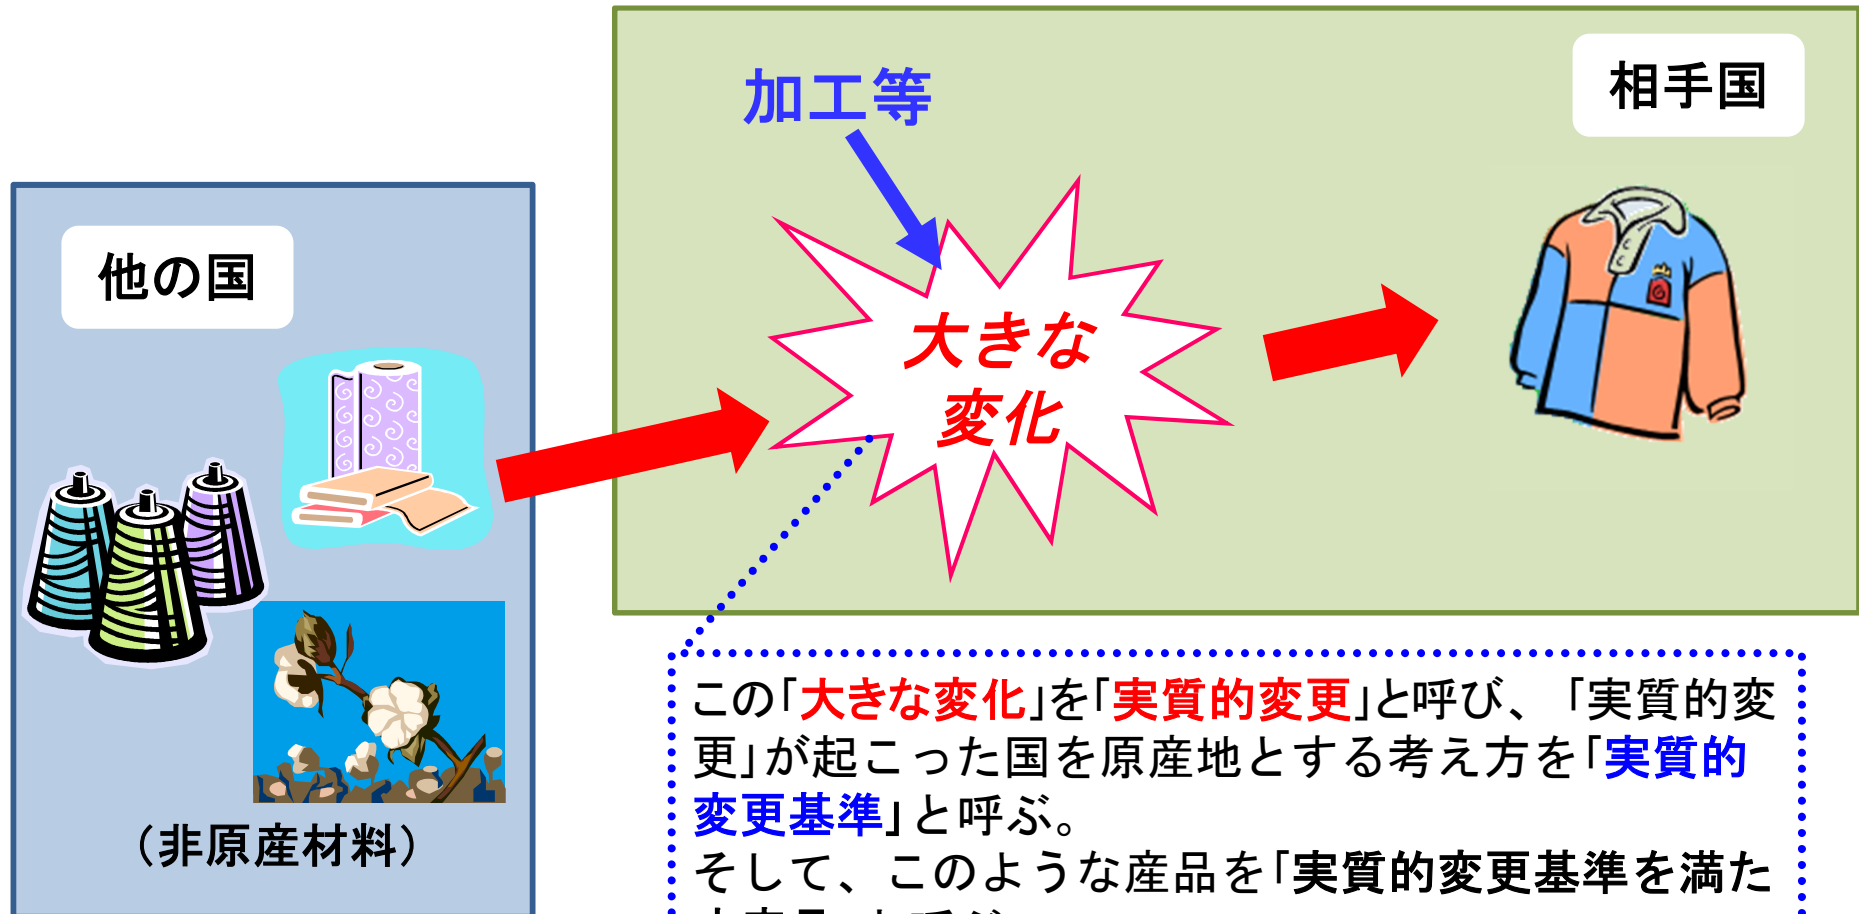 加工等
相手国
他の国
大きな
変化
(非原産材料)
この「大きな変化」を「実質的変更」と呼び、「実質的変
更」が起こった国を原産地とする考え方を「実質的
変更基準」と呼ぶ。
そして、このような産品を「実質的変更基準を満た